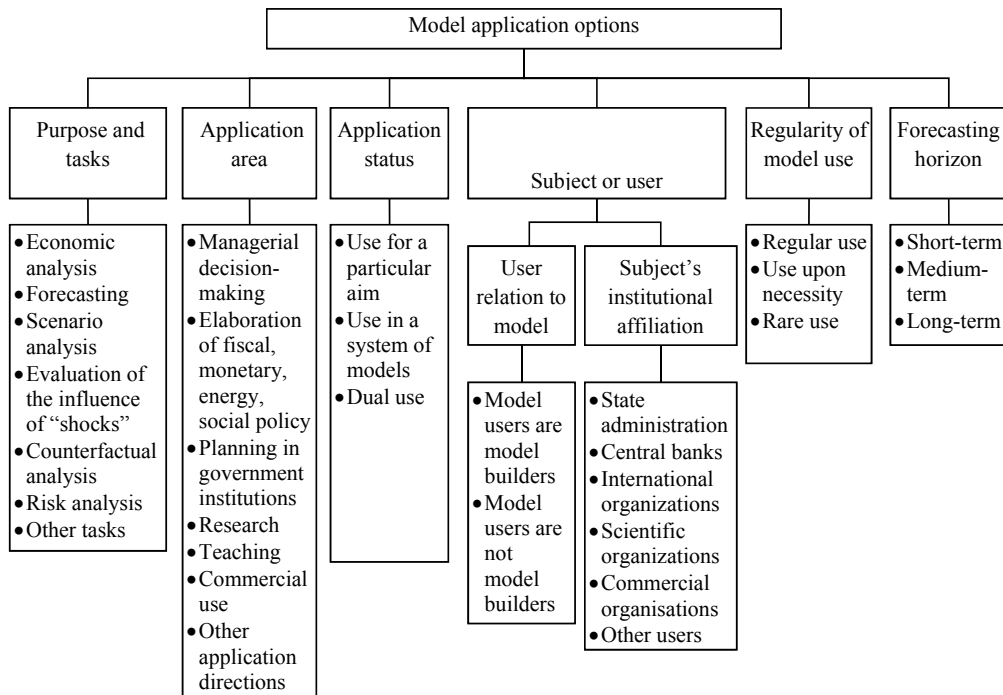 Model application options
Purpose and
tasks
Application
area
Application
status
Subject or user
Regularity of
model use
Forecasting
horizon
•Economic
analysis
•Forecasting
•Scenario
analysis
•Evaluation of
the influence
of “shocks”
•Counterfactual
analysis
•Risk analysis
•Other tasks
•Managerial
decision-
making
•Elaboration
of fiscal,
monetary,
energy,
social policy
•Planning in
government
institutions
•Research
•Teaching
•Commercial
use
•Other
application
directions
•Use for a
particular
aim
•Use in a
system of
models
•Dual use
User
relation to
model
•Model
users are
model
builders
•Model
users are
not
model
builders
Subject’s
institutional
affiliation
•State
administration
•Central banks
•International
organizations
•Scientific
organizations
•Commercial
organisations
•Other users
•Regular use
•Use upon
necessity
•Rare use
•Short-term
•Medium-
term
•Long-term